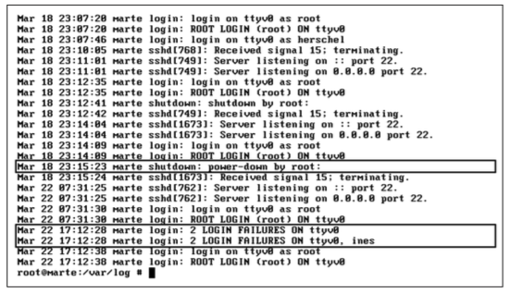 Mar 18 23:07:20 marte login: login on ttyv0 as root
Mar 18 23:07:20 marte login: ROOT LOGIN (root) ON ttyv0
Mar 18 23:07:46 marte login: login on ttyv0 as herschel
Mar 18 23:10:05 marte sshd[768]: Received signal 15; terminating.
Mar 18 23:11:01 marte sshd[749]: Server listening on :: port 22.
Mar 18 23:11:01 marte sshd[749]: Server listening on 0.0.0.0 port 22.
Mar 18 23:12:35 marte login: login on ttyv0 as root
Mar 18 23:12:35 marte login: ROOT LOGIN (root) ON ttyv0
Mar 18 23:12:41 marte shutdown: shutdown by root:
Mar 18 23:12:42 marte sshd[749]: Received signal 15; terminating.
Mar 18 23:14:04 marte sshd[1673]: Server listening on :: port 22.
Mar 18 23:14:04 marte sshd[1673]: Server listening on 0.0.0.0 port 22.
Mar 18 23:14:09 marte login: login on ttyv0 as root
Mar 18 23:14:09 marte login: ROOT LOGIN (root) ON ttyv0
Mar 18 23:15:23 marte shutdown: power-down by root:
Mar 18 23:15:24 marte sshd[1673]: Received signal 15; terminating.
Mar 22 07:31:25 marte sshd[762]: Server listening on :: port 22.
Mar 22 07:31:25 marte sshd[762]: Server listening on 0.0.0.0 port 22.
Mar 22 07:31:30 marte login: login on ttyv0 as root
Mar 22 07:31:30 marte login: ROOT LOGIN (root) ON ttyv0
Mar 22 17:12:28 marte login: 2 LOGIN FAILURES ON ttyv0
Mar 22 17:12:28 marte login: 2 LOGIN FAILURES ON ttyv0, ines
Mar 22 17:12:38 marte login: login on ttyv0 as root
Mar 22 17:12:38 marte login: ROOT LOGIN (root) ON ttyv0
root@marte:/var/log #